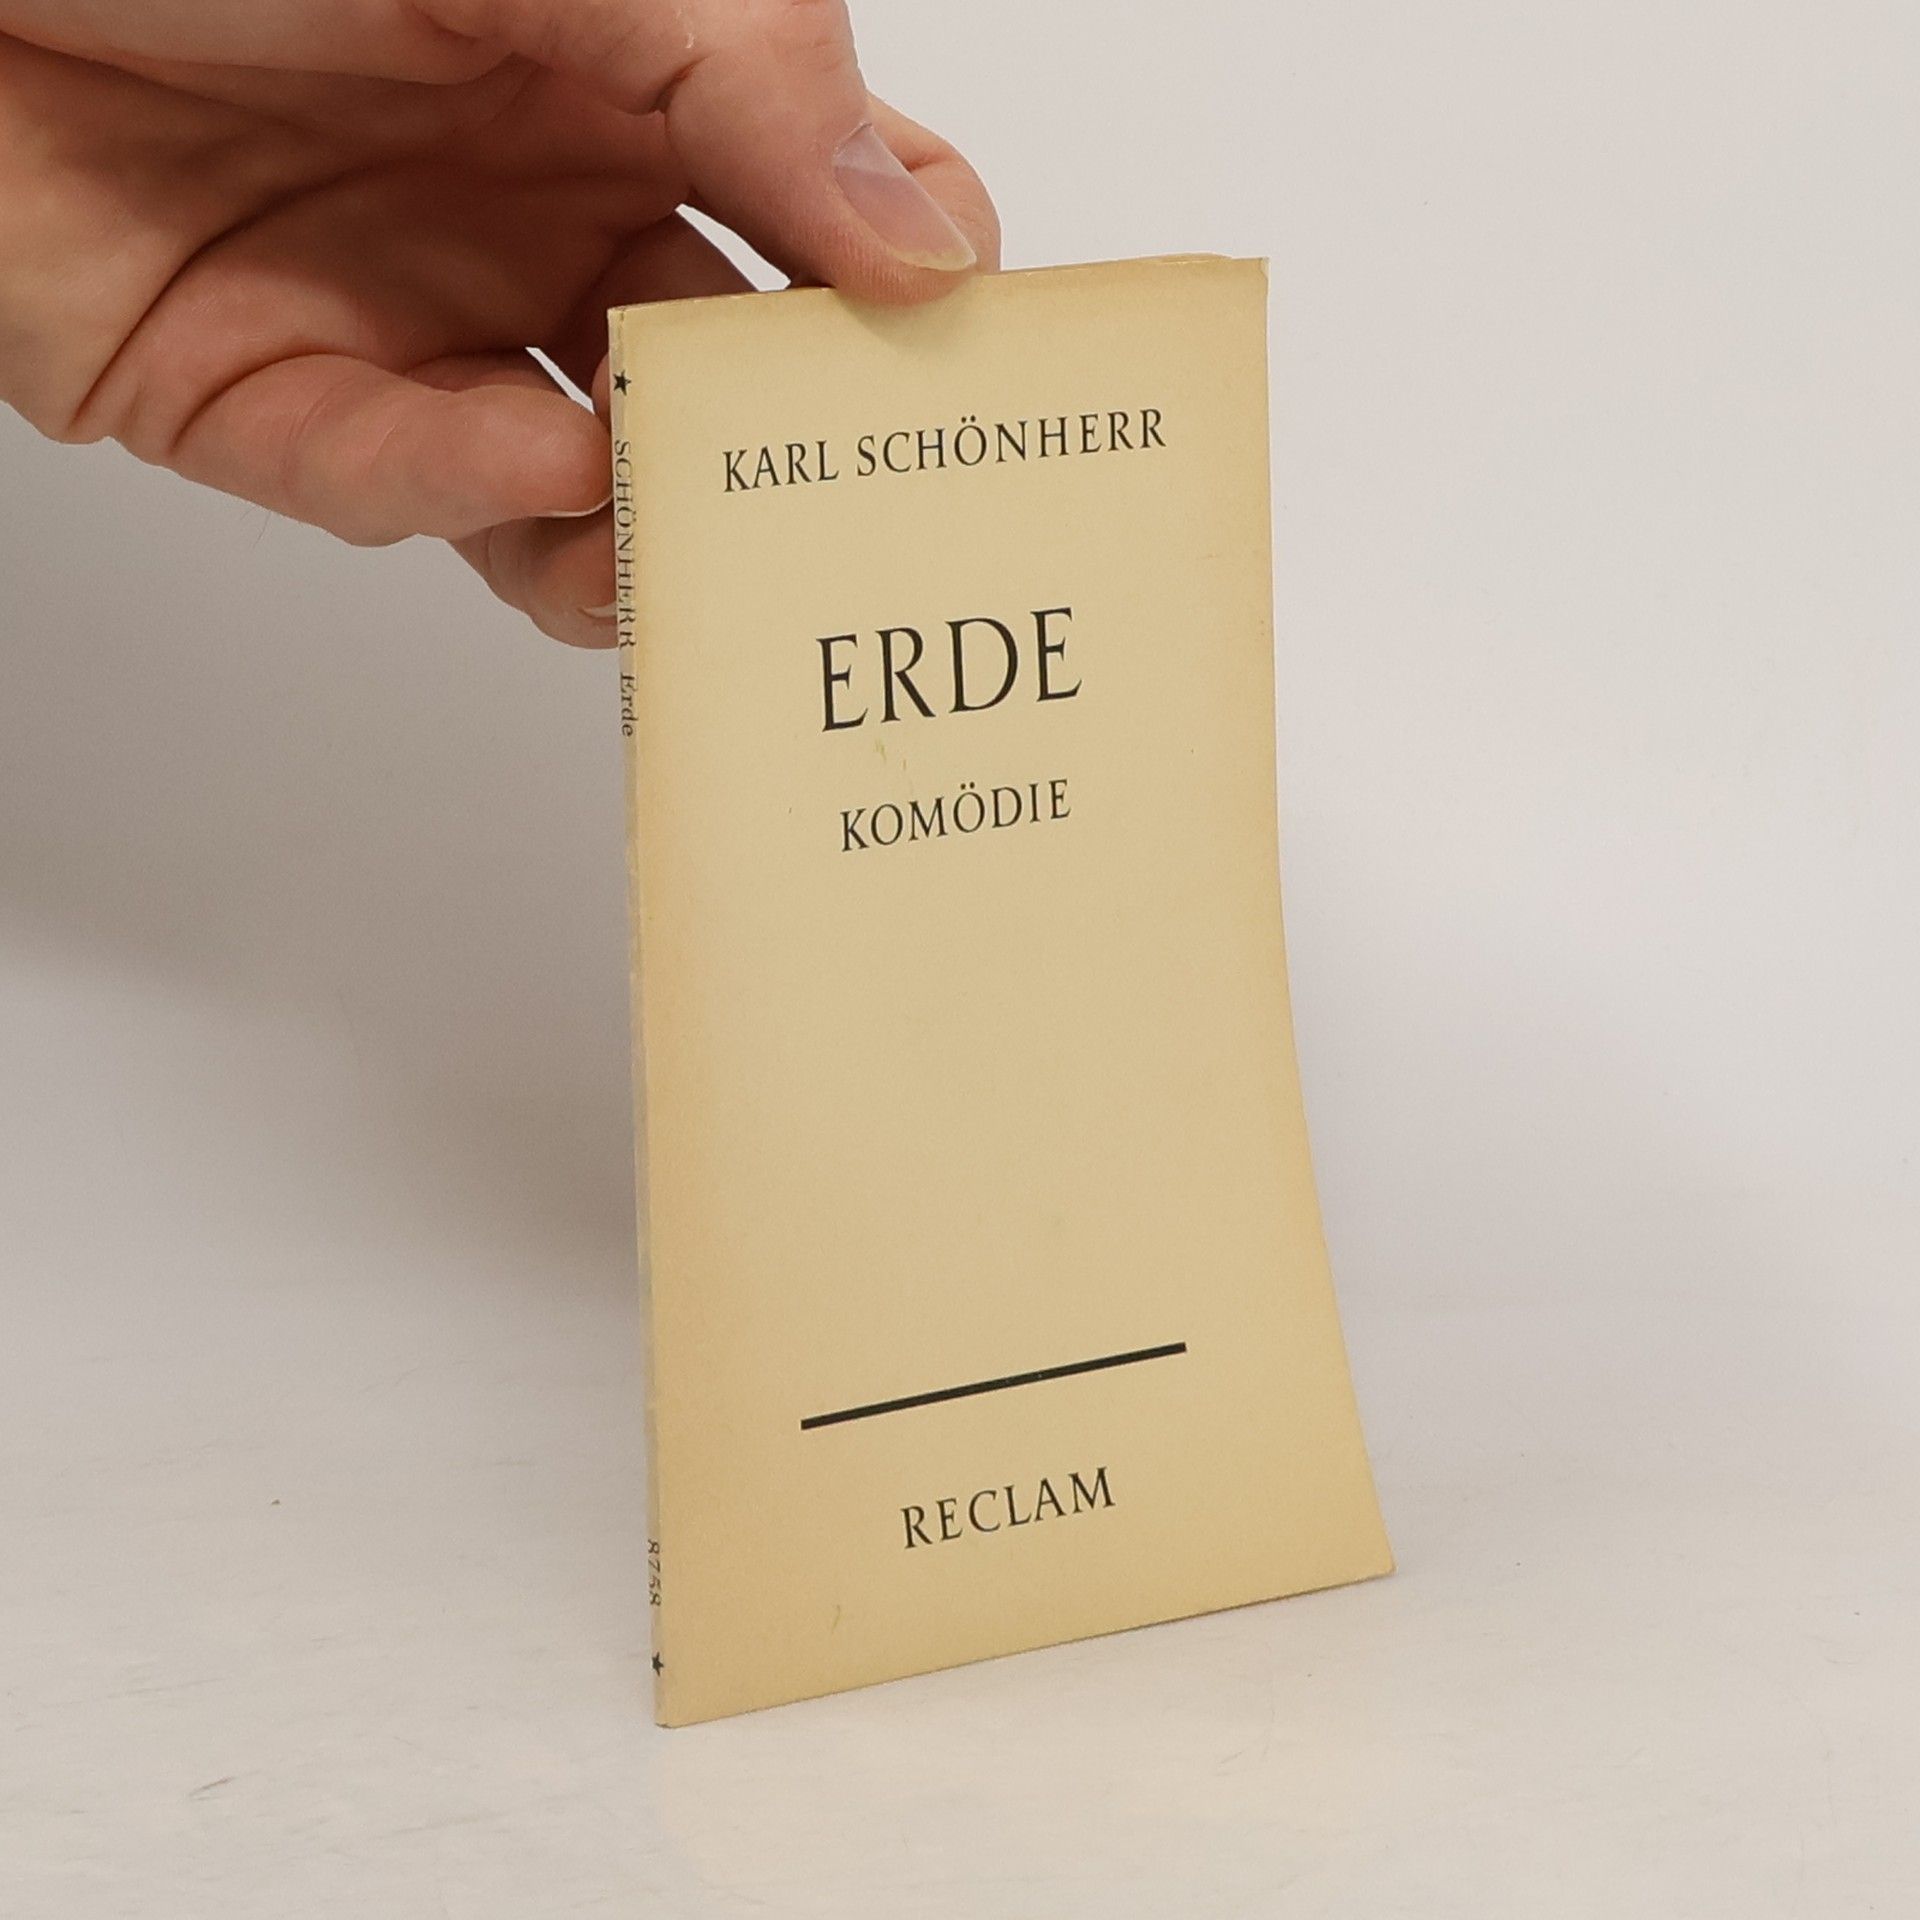 KARL SCHÖNHERR
ERDE
KOMÖDIE
RECLAM
★ SCHÖNHERR Erde
8758 ★